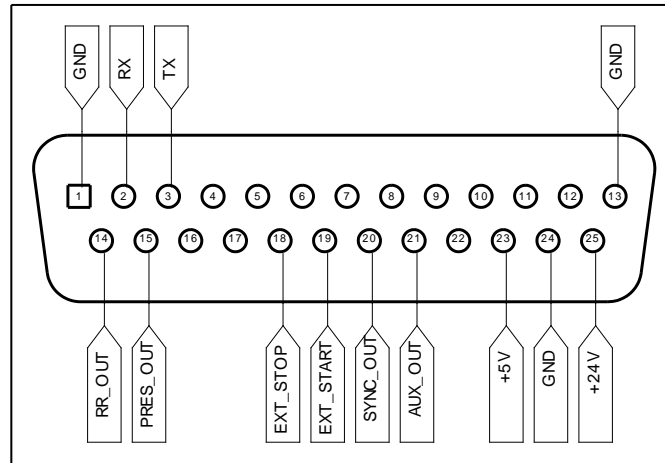 GND
RX
TX
GND
1 2 3 4 5 6 7 8 9 10 11 12 13
14 15 16 17 18 19 20 21 22 23 24 25
RR_OUT
PRES_OUT
EXT_STOP
EXT_START
SYNC_OUT
AUX_OUT
+5V
GND
+24V